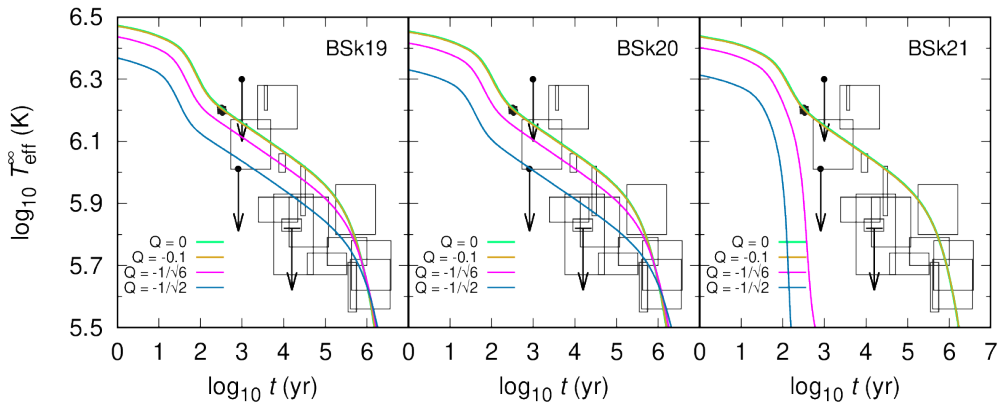 6.5
6.3
6.1
5.9
5.7
5.5
log₁₀ T∞eff (K)
BSk19
Q = 0
Q = -0.1
Q = -1/√6
Q = -1/√2
0 1 2 3 4 5 6
log₁₀ t (yr)
BSk20
Q = 0
Q = -0.1
Q = -1/√6
Q = -1/√2
0 1 2 3 4 5 6
log₁₀ t (yr)
BSk21
Q = 0
Q = -0.1
Q = -1/√6
Q = -1/√2
0 1 2 3 4 5 6 7
log₁₀ t (yr)